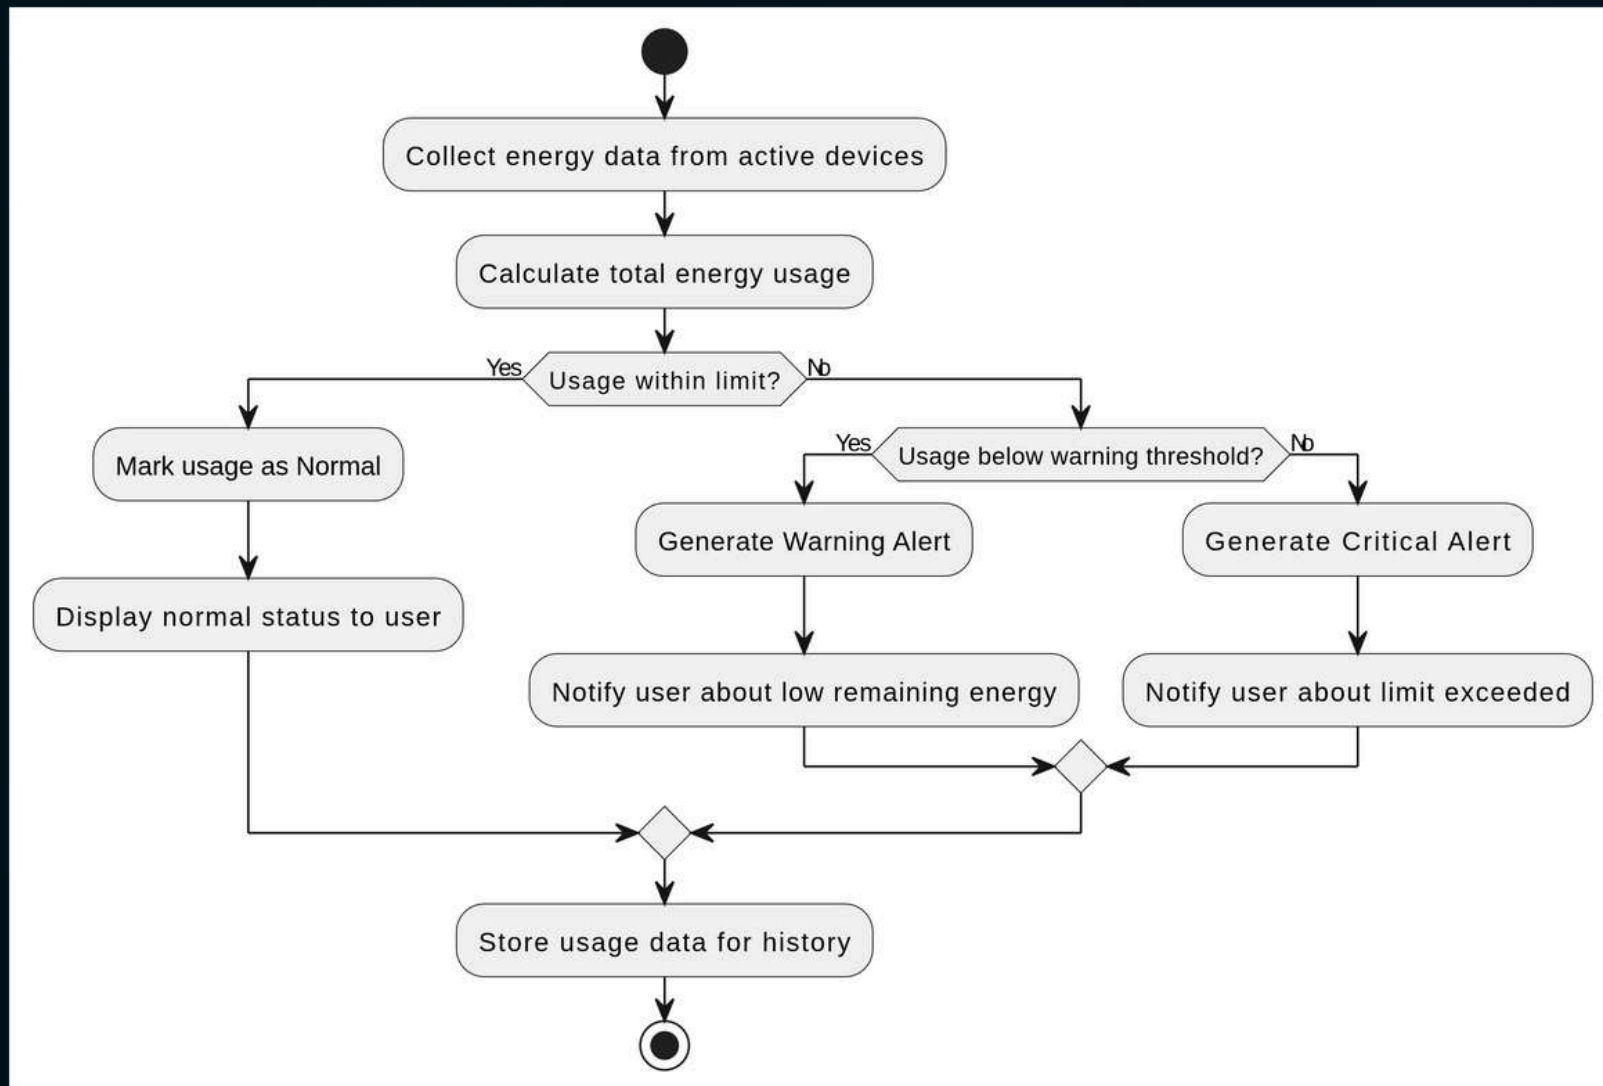 Collect energy data from active devices
Calculate total energy usage
Yes
Usage within limit?
No
Mark usage as Normal
Display normal status to user
Yes
Usage below warning threshold?
No
Generate Warning Alert
Notify user about low remaining energy
Generate Critical Alert
Notify user about limit exceeded
Store usage data for history